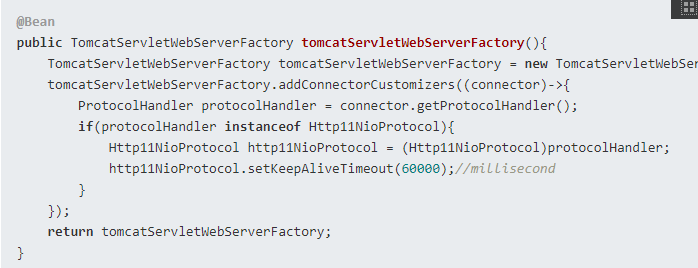 @Bean
public TomcatServletWebServerFactory tomcatServletWebServerFactory(){
    TomcatServletWebServerFactory tomcatServletWebServerFactory = new TomcatServletWebSer
    tomcatServletWebServerFactory.addConnectorCustomizers((connector)->{
        ProtocolHandler protocolHandler = connector.getProtocolHandler();
        if(protocolHandler instanceof Http11NioProtocol){
            Http11NioProtocol http11NioProtocol = (Http11NioProtocol)protocolHandler;
            http11NioProtocol.setKeepAliveTimeout(60000);//millisecond
        }
    });
    return tomcatServletWebServerFactory;
}